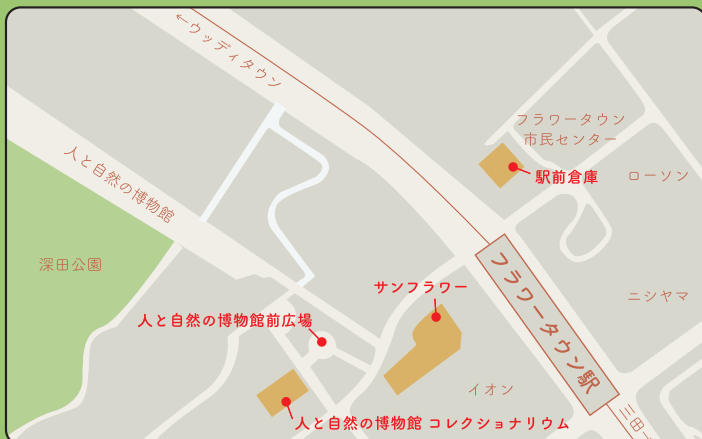 ←ウッディタウン
フラワータウン
市民センター
人と自然の博物館
駅前倉庫
ローソン
深田公園
フラワータウン駅
サンフラワー
ニシヤマ
人と自然の博物館前広場
イオン
三田
人と自然の博物館 コレクショナリウム